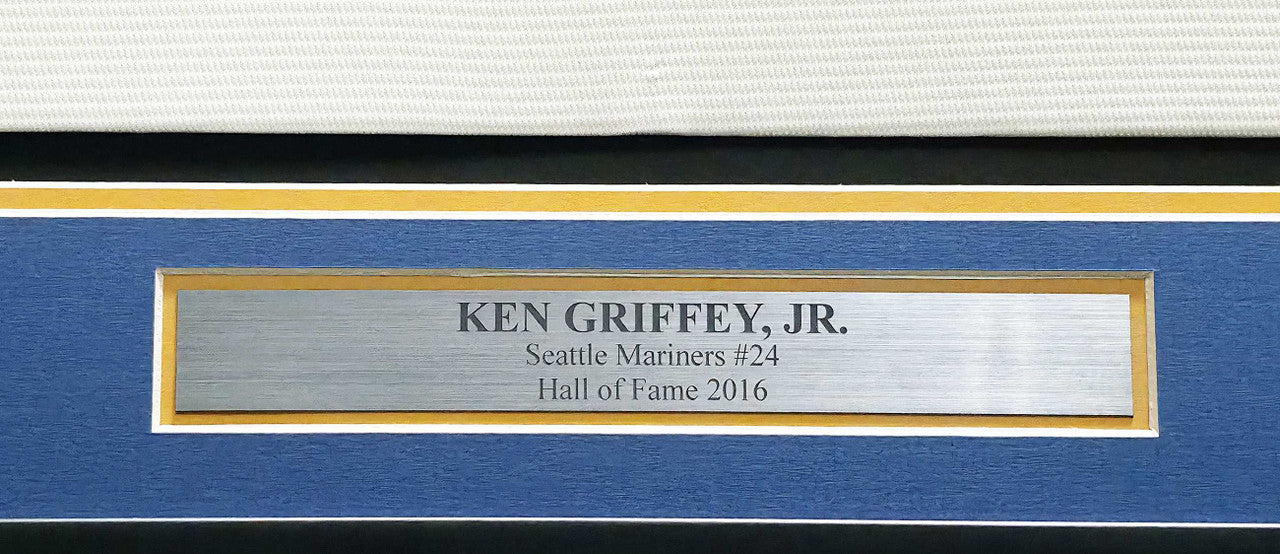 KEN GRIFFEY, JR.
Seattle Mariners #24
Hall of Fame 2016